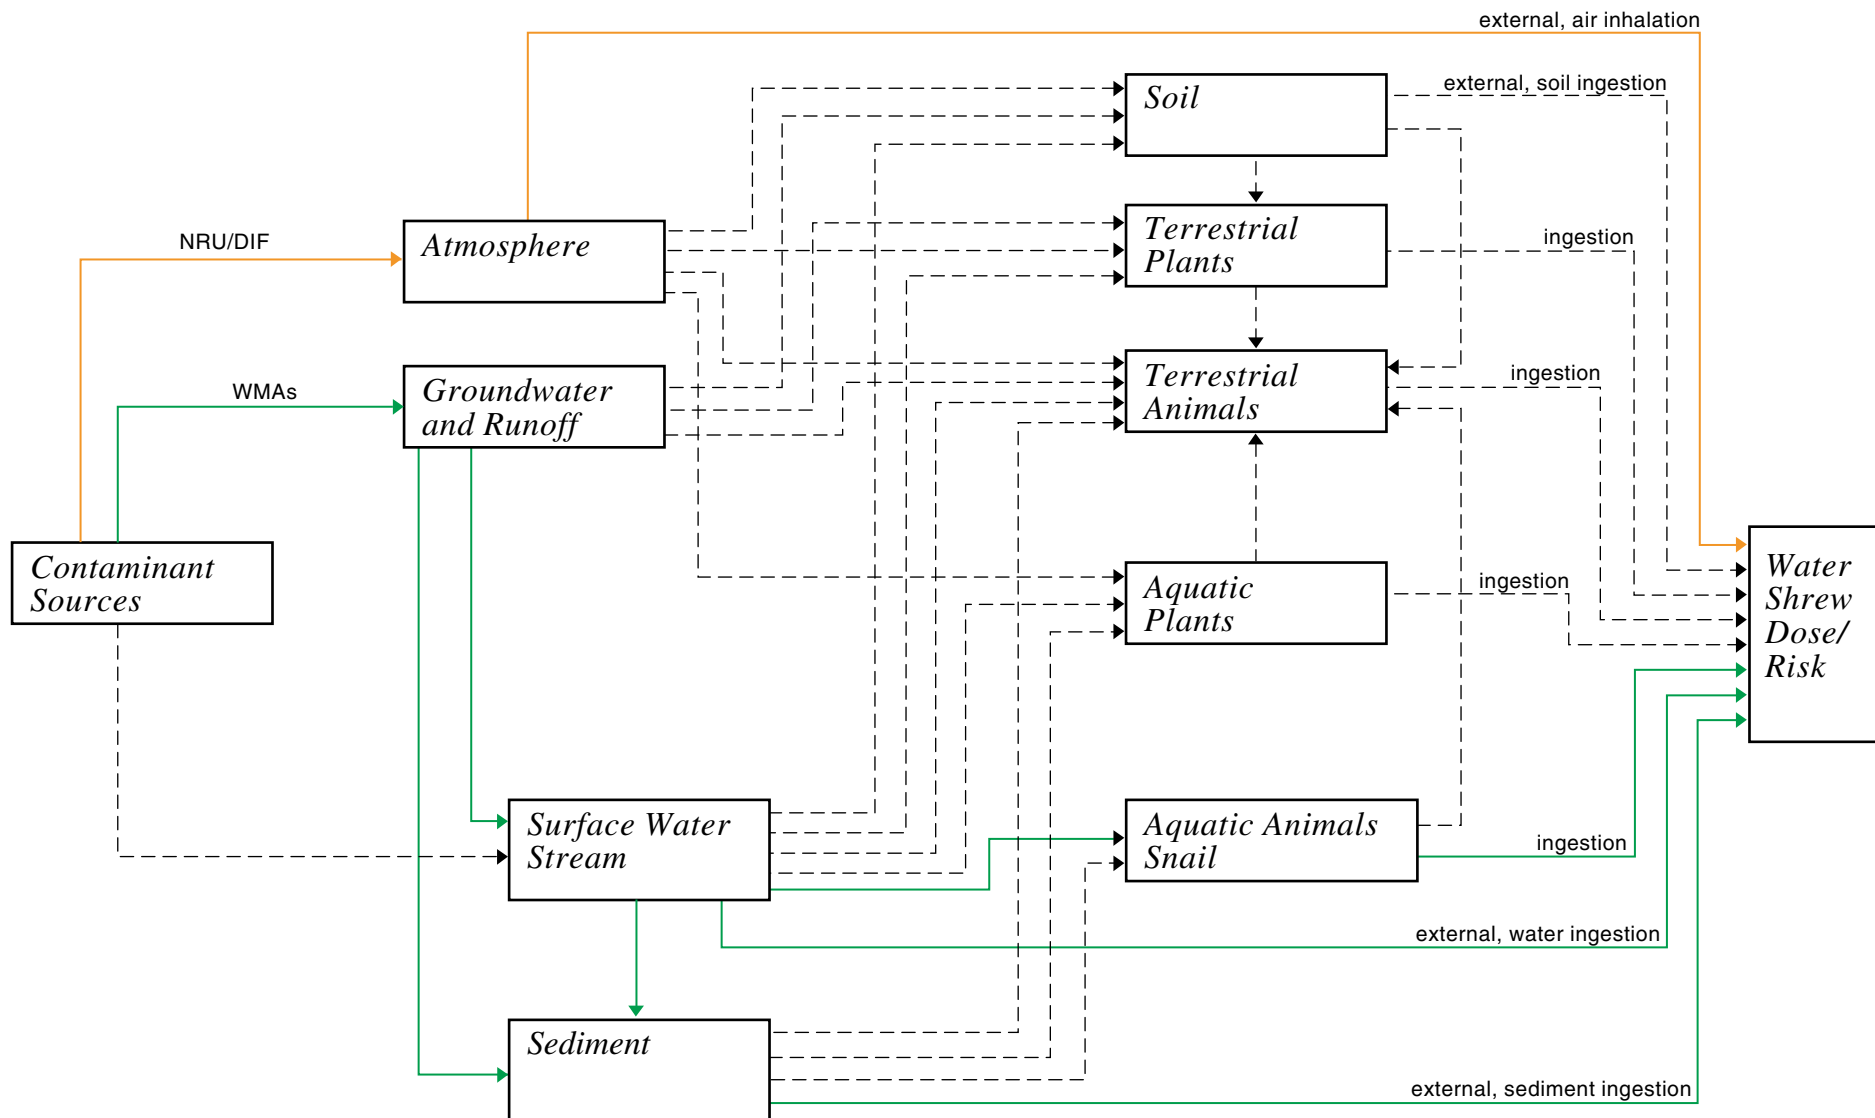 external, air inhalation
Soil
external, soil ingestion
NRU/DIF
Atmosphere
Terrestrial
Plants
ingestion
WMAs
Groundwater
and Runoff
Terrestrial
Animals
ingestion
Contaminant
Sources
Aquatic
Plants
ingestion
Water
Shrew
Dose/
Risk
Surface Water
Stream
Aquatic Animals
Snail
ingestion
external, water ingestion
Sediment
external, sediment ingestion